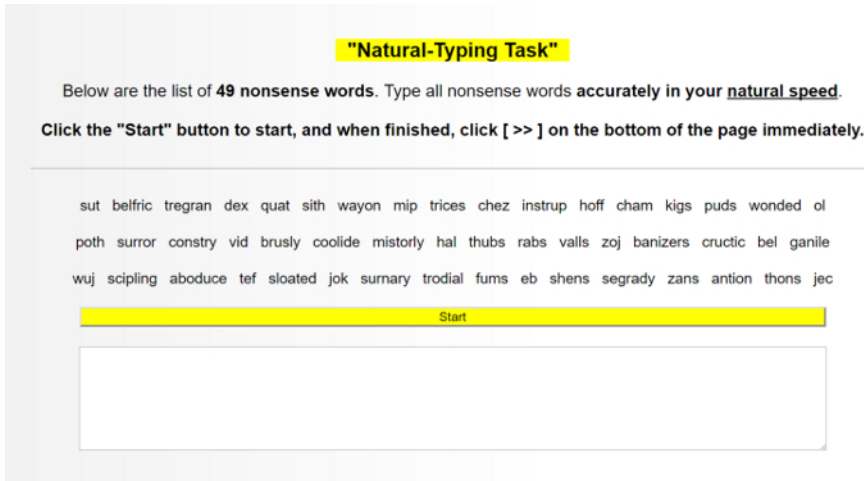 "Natural-Typing Task"
Below are the list of 49 nonsense words. Type all nonsense words accurately in your natural speed.
Click the "Start" button to start, and when finished, click [ >> ] on the bottom of the page immediately.
sut belfric tregran dex quat sith wayon mip trices chez instrup hoff cham kigs puds wonded ol
poth surror constry vid brusly coolide mistorly hal thubs rabs valls zoj banizers cructic bel ganile
wuj scipling aboduce tef sloated jok surnary trodial fums eb shens segrady zans antion thons jec
Start